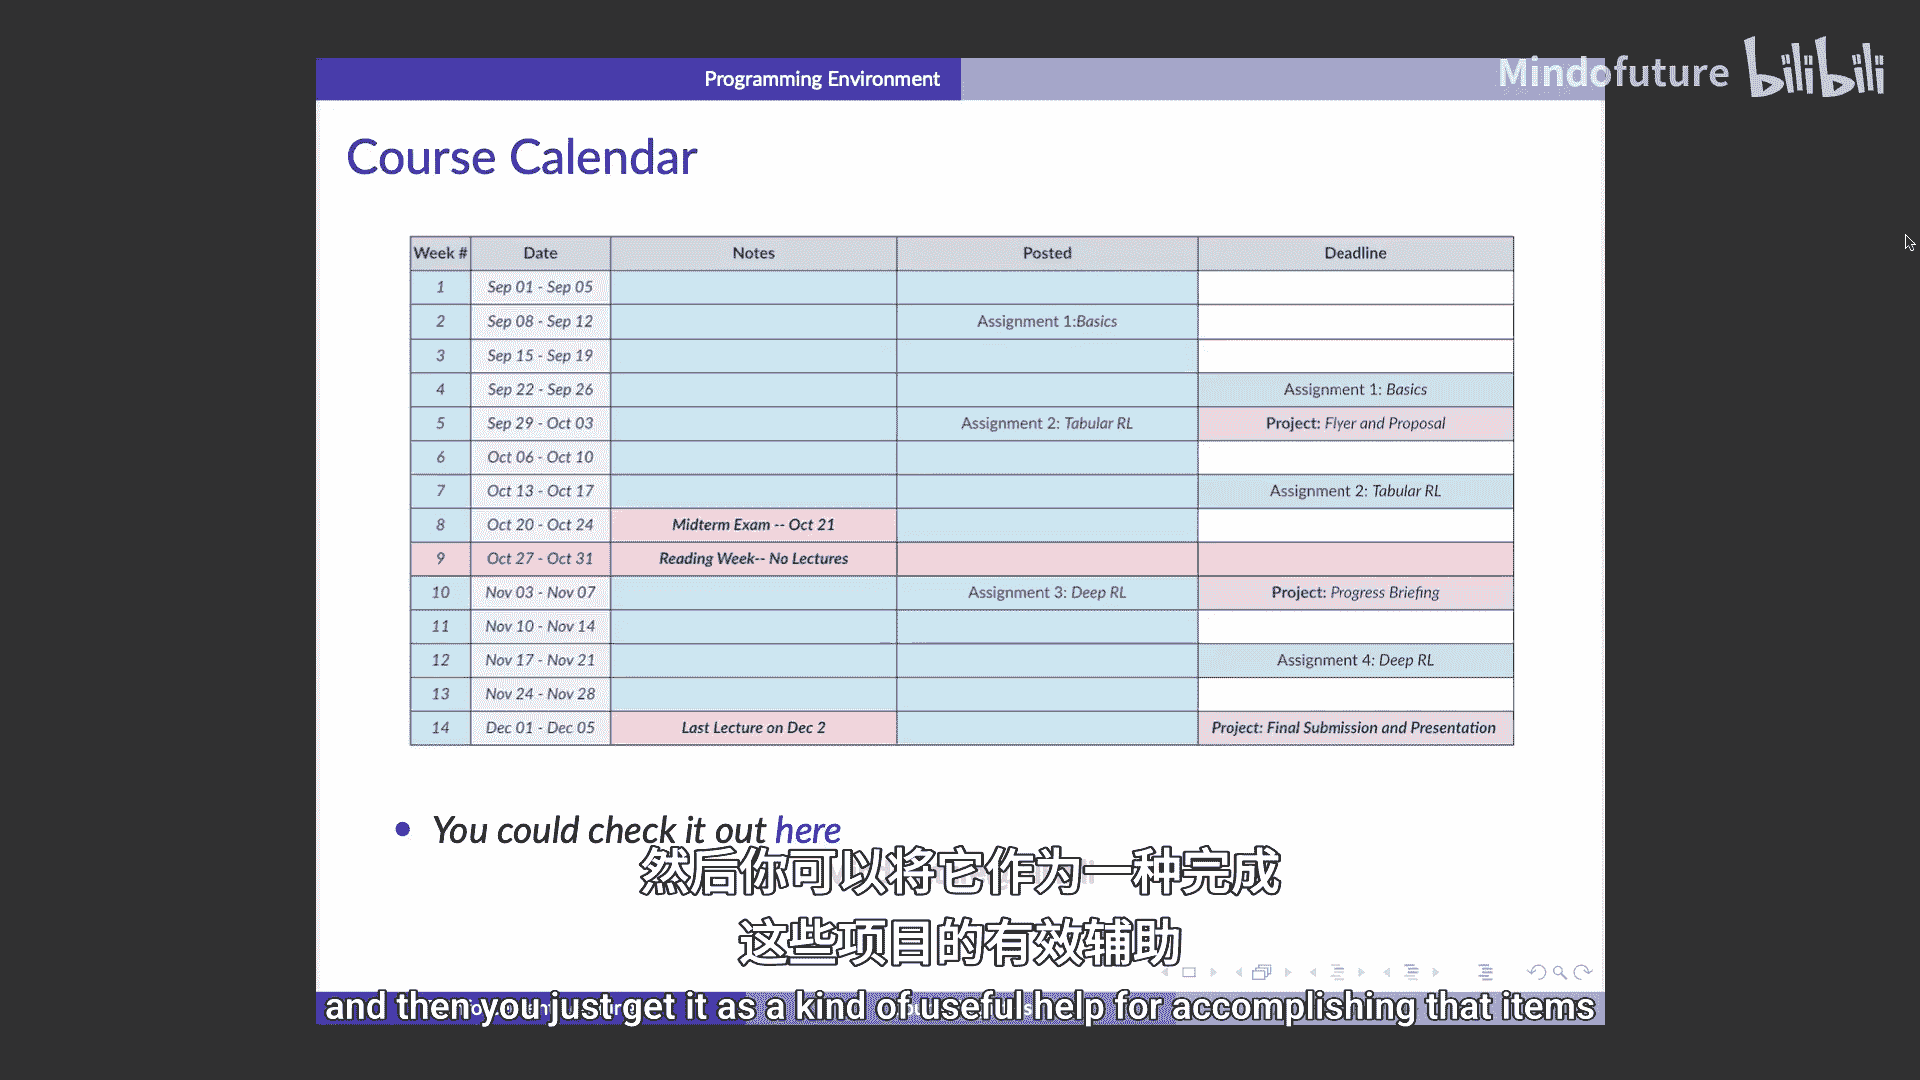 Programming Environment
Mindofuture bilibili
Course Calendar
Week # Date Notes Posted Deadline
1 Sep 01 - Sep 05
2 Sep 08 - Sep 12 Assignment 1:Basics
3 Sep 15 - Sep 19
4 Sep 22 - Sep 26 Assignment 1: Basics
5 Sep 29 - Oct 03 Assignment 2: Tabular RL Project: Flyer and Proposal
6 Oct 06 - Oct 10
7 Oct 13 - Oct 17 Assignment 2: Tabular RL
8 Oct 20 - Oct 24 Midterm Exam -- Oct 21
9 Oct 27 - Oct 31 Reading Week-- No Lectures
10 Nov 03 - Nov 07 Assignment 3: Deep RL Project: Progress Briefing
11 Nov 10 - Nov 14
12 Nov 17 - Nov 21 Assignment 4: Deep RL
13 Nov 24 - Nov 28
14 Dec 01 - Dec 05 Last Lecture on Dec 2 Project: Final Submission and Presentation
You could check it out here
然后你可以将它作为一种完成
这些项目的有效辅助
and then you just get it as a kind of useful help for accomplishing that items